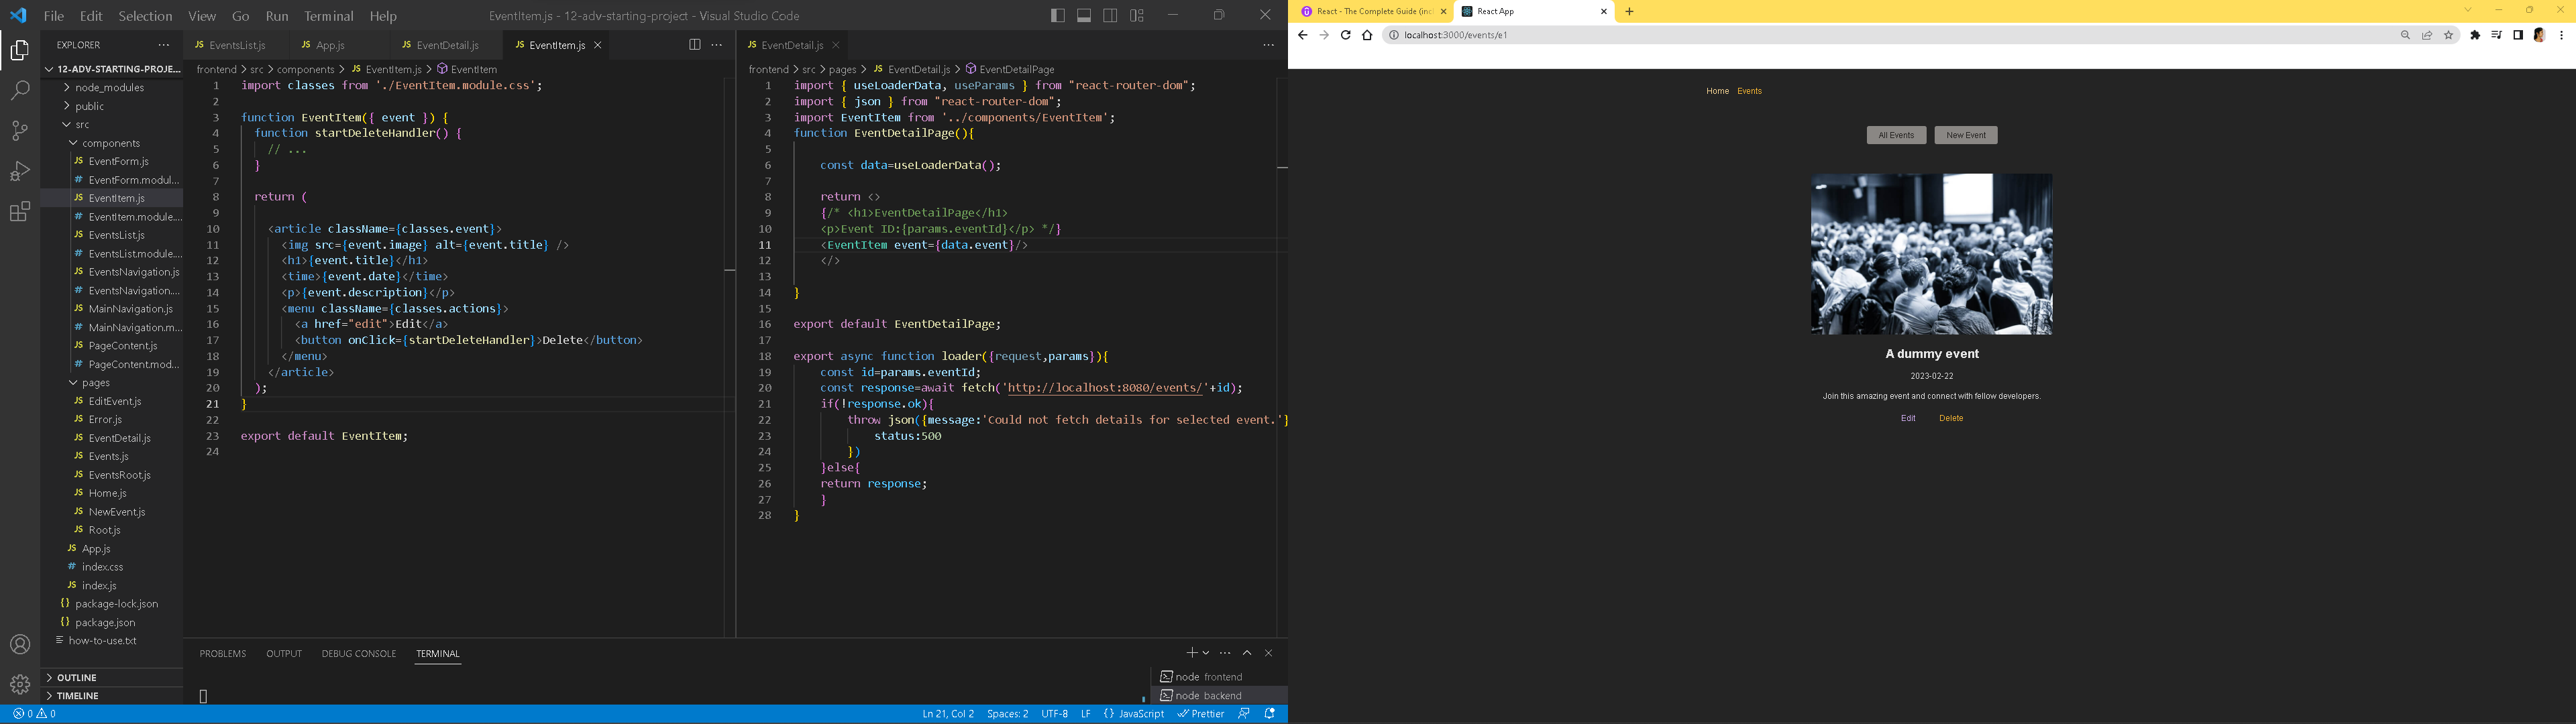 File Edit Selection View Go Run Terminal Help
EventItem.js - 12-adv-starting-project - Visual Studio Code
EXPLORER
12-ADV-STARTING-PROJE...
node_modules
public
src
components
EventForm.js
EventForm.modul...
EventItem.js
EventItem.module....
EventsList.js
EventsList.module...
EventsNavigation.js
EventsNavigation....
MainNavigation.js
MainNavigation.m...
PageContent.js
PageContent.mod...
pages
EditEvent.js
Error.js
EventDetail.js
Events.js
EventsRoot.js
Home.js
NewEvent.js
Root.js
App.js
index.css
index.js
package-lock.json
package.json
how-to-use.txt
OUTLINE
TIMELINE
EventsList.js App.js EventDetail.js EventItem.js
frontend > src > components > EventItem.js > EventItem
1 import classes from './EventItem.module.css';
2
3 function EventItem({ event }) {
4 function startDeleteHandler() {
5 // ...
6 }
7
8 return (
9
10 <article className={classes.event}>
11 <img src={event.image} alt={event.title} />
12 <h1>{event.title}</h1>
13 <time>{event.date}</time>
14 <p>{event.description}</p>
15 <menu className={classes.actions}>
16 <a href="edit">Edit</a>
17 <button onClick={startDeleteHandler}>Delete</button>
18 </menu>
19 </article>
20 );
21 }
22
23 export default EventItem;
24
EventDetail.js
frontend > src > pages > EventDetail.js > EventDetailPage
1 import { useLoaderData, useParams } from "react-router-dom";
2 import { json } from "react-router-dom";
3 import EventItem from '../components/EventItem';
4 function EventDetailPage(){
5
6 const data=useLoaderData();
7
8 return <>
9 {/* <h1>EventDetailPage</h1>
10 <p>Event ID:{params.eventId}</p> */}
11 <EventItem event={data.event}/>
12 </>
13
14 }
15
16 export default EventDetailPage;
17
18 export async function loader({request,params}){
19 const id=params.eventId;
20 const response=await fetch('http://localhost:8080/events/'+id);
21 if(!response.ok){
22 throw json({message:'Could not fetch details for selected event.'}
23 status:500
24 })
25 }else{
26 return response;
27 }
28 }
PROBLEMS OUTPUT DEBUG CONSOLE TERMINAL
node frontend
node backend
0 0
Ln 21, Col 2 Spaces: 2 UTF-8 LF {} JavaScript Prettier
React - The Complete Guide (incl
React App
localhost:3000/events/e1
Home Events
All Events New Event
A dummy event
2023-02-22
Join this amazing event and connect with fellow developers.
Edit Delete